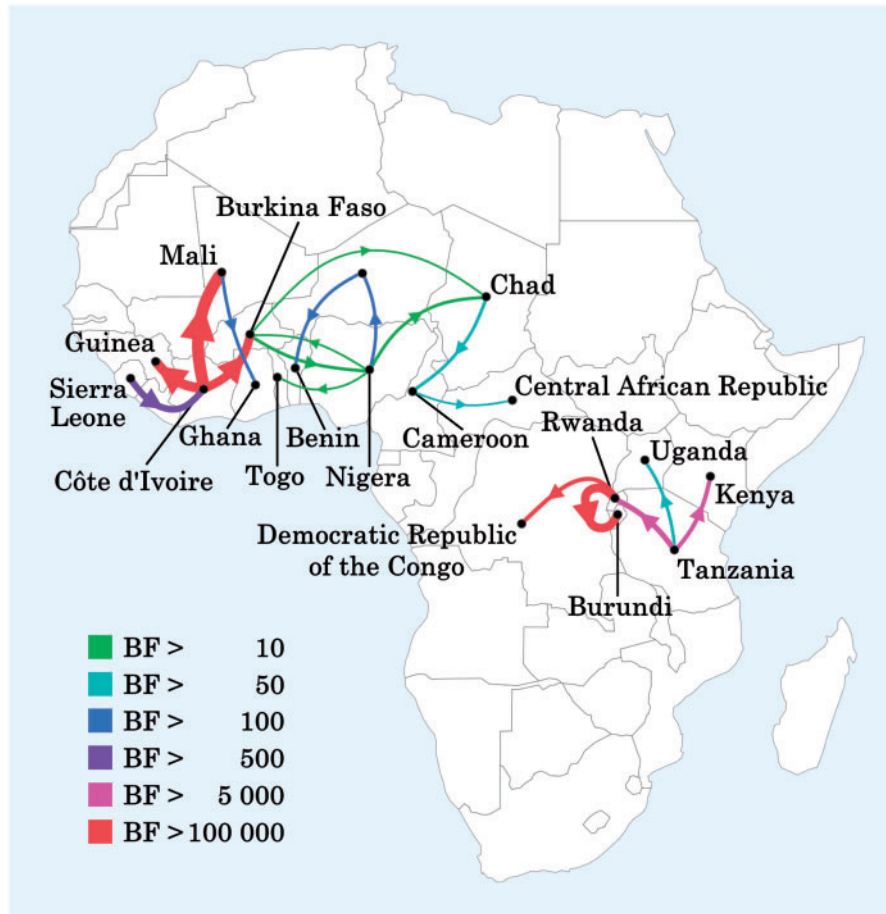 Burkina Faso
Mali
Chad
Guinea
Sierra
Leone
Central African Republic
Rwanda
Ghana
Benin
Cameroon
Uganda
Côte d'Ivoire
Togo
Nigera
Kenya
Democratic Republic
of the Congo
Tanzania
Burundi
BF > 10
BF > 50
BF > 100
BF > 500
BF > 5 000
BF > 100 000